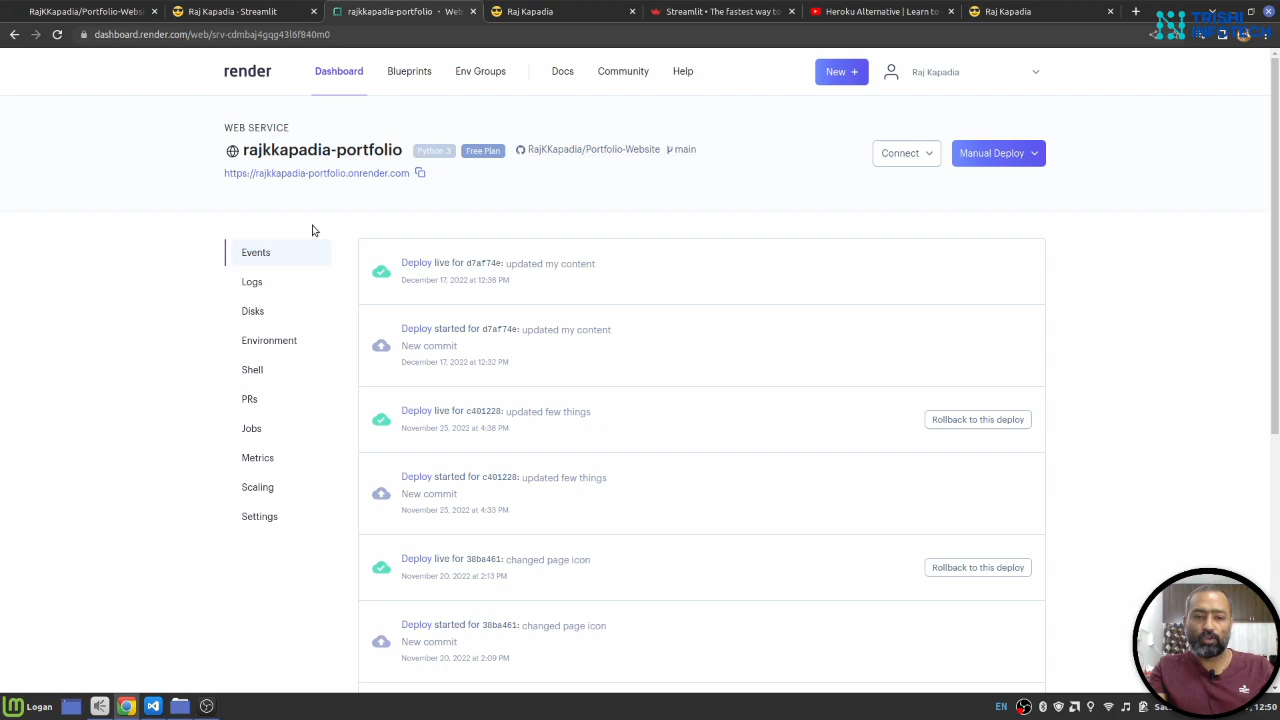 RajKKapadia/Portfolio-Websi
Raj Kapadia · Streamlit
rajkkapadia-portfolio · Web
Raj Kapadia
Streamlit • The fastest way to
Heroku Alternative | Learn to
Raj Kapadia
dashboard.render.com/web/srv-cdmbaj4gqg43l6f840m0
TRISHI
INFOTECH
render
Dashboard
Blueprints
Env Groups
Docs
Community
Help
New +
Raj Kapadia
WEB SERVICE
rajkkapadia-portfolio
Python 3
Free Plan
RajKKapadia/Portfolio-Website
main
Connect
Manual Deploy
https://rajkkapadia-portfolio.onrender.com
Events
Logs
Disks
Environment
Shell
PRs
Jobs
Metrics
Scaling
Settings
Deploy live for d7af74e: updated my content
December 17, 2022 at 12:36 PM
Deploy started for d7af74e: updated my content
New commit
December 17, 2022 at 12:32 PM
Deploy live for c401228: updated few things
November 25, 2022 at 4:36 PM
Rollback to this deploy
Deploy started for c401228: updated few things
New commit
November 25, 2022 at 4:33 PM
Deploy live for 38ba461: changed page icon
November 20, 2022 at 2:13 PM
Rollback to this deploy
Deploy started for 38ba461: changed page icon
New commit
November 20, 2022 at 2:09 PM
Logan
EN
12:50